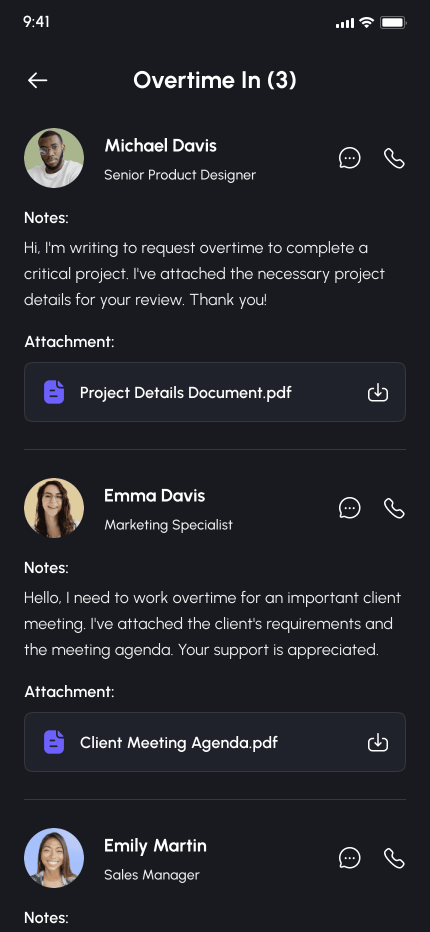 9:41
Overtime In (3)
Michael Davis
Senior Product Designer
Notes:
Hi, I'm writing to request overtime to complete a
critical project. I've attached the necessary project
details for your review. Thank you!
Attachment:
Project Details Document.pdf
Emma Davis
Marketing Specialist
Notes:
Hello, I need to work overtime for an important client
meeting. I've attached the client's requirements and
the meeting agenda. Your support is appreciated.
Attachment:
Client Meeting Agenda.pdf
Emily Martin
Sales Manager
Notes: